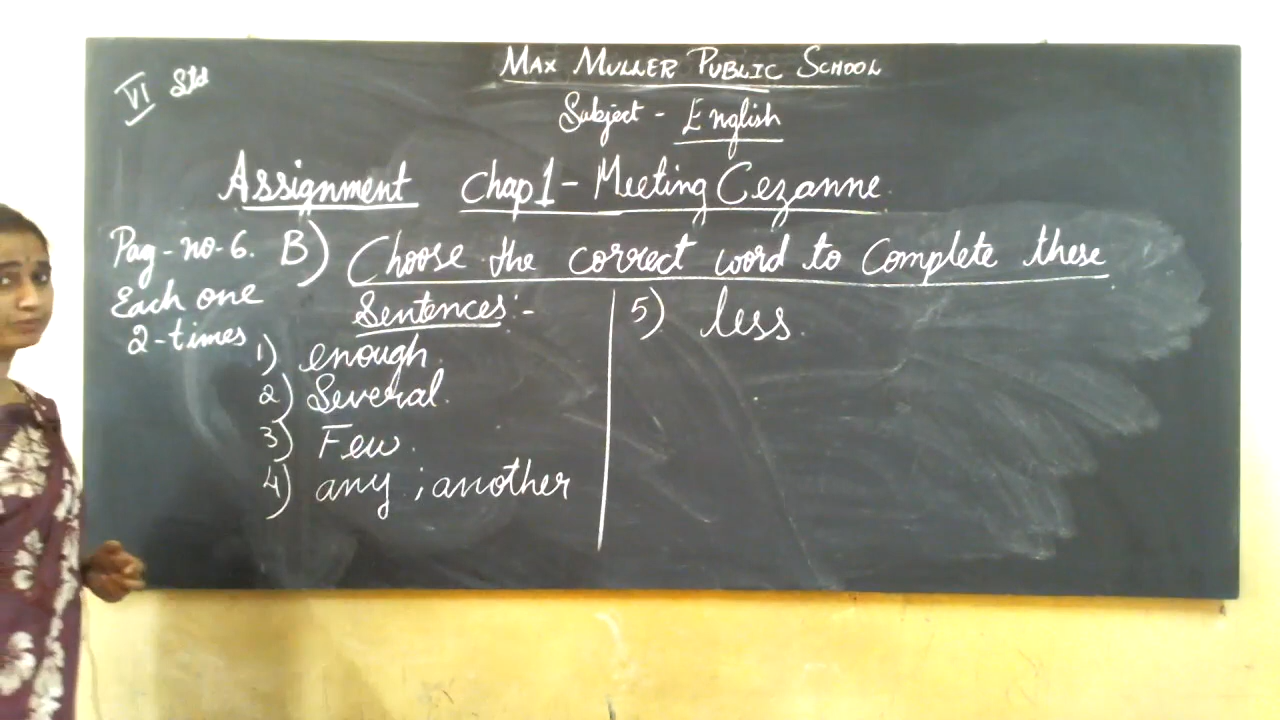 VI Std
MAX MULLER PUBLIC SCHOOL
Subject - English
Assignment Chap 1 - Meeting Cezanne.
Pag - no - 6. B) Choose the correct word to Complete these
Sentences :-
Each one
2 - times
1) enough.
2) Several.
3) Few.
4) any ; another
5) less.